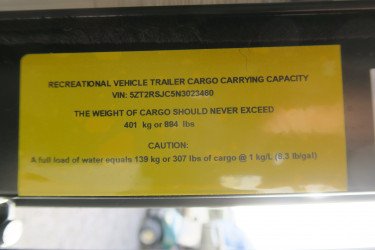 RECREATIONAL VEHICLE TRAILER CARGO CARRYING CAPACITY
VIN: 5ZT2RSJC5N3023460
THE WEIGHT OF CARGO SHOULD NEVER EXCEED
401 kg or 884 lbs
CAUTION:
A full load of water equals 139 kg or 307 lbs of cargo @ 1 kg/L (8.3 lb/gal)